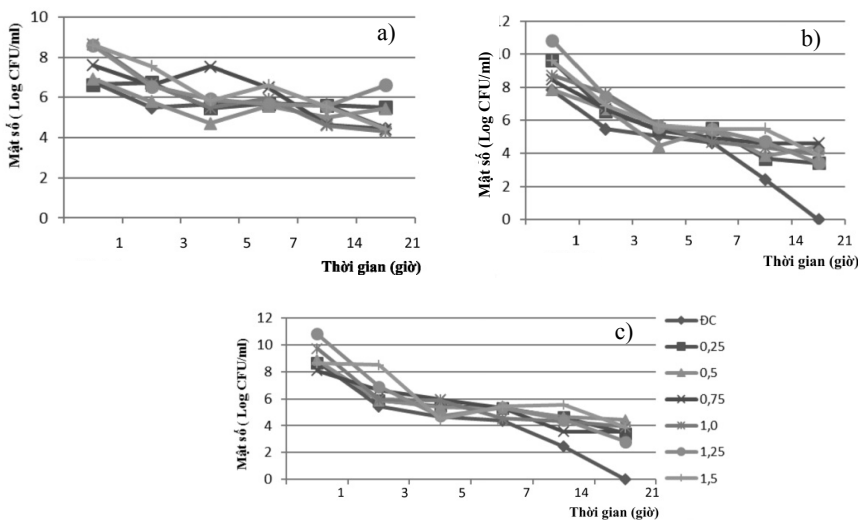 a)
Mật số ( Log CFU/ml)
10
8
6
4
2
0
1 3 5 7 14 21
Thời gian (giờ)
b)
Mật số (Log CFU/ml)
12
10
8
6
4
2
0
1 3 5 7 14 21
Thời gian (giờ)
c)
Mật số ( Log CFU/ml)
12
10
8
6
4
2
0
1 3 5 7 14 21
Thời gian (giờ)
ĐC
0,25
0,5
0,75
1,0
1,25
1,5